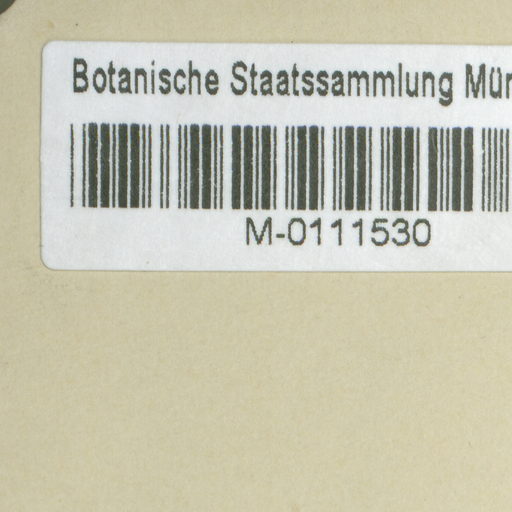 Botanische Staatssammlung Mün
M-0111530